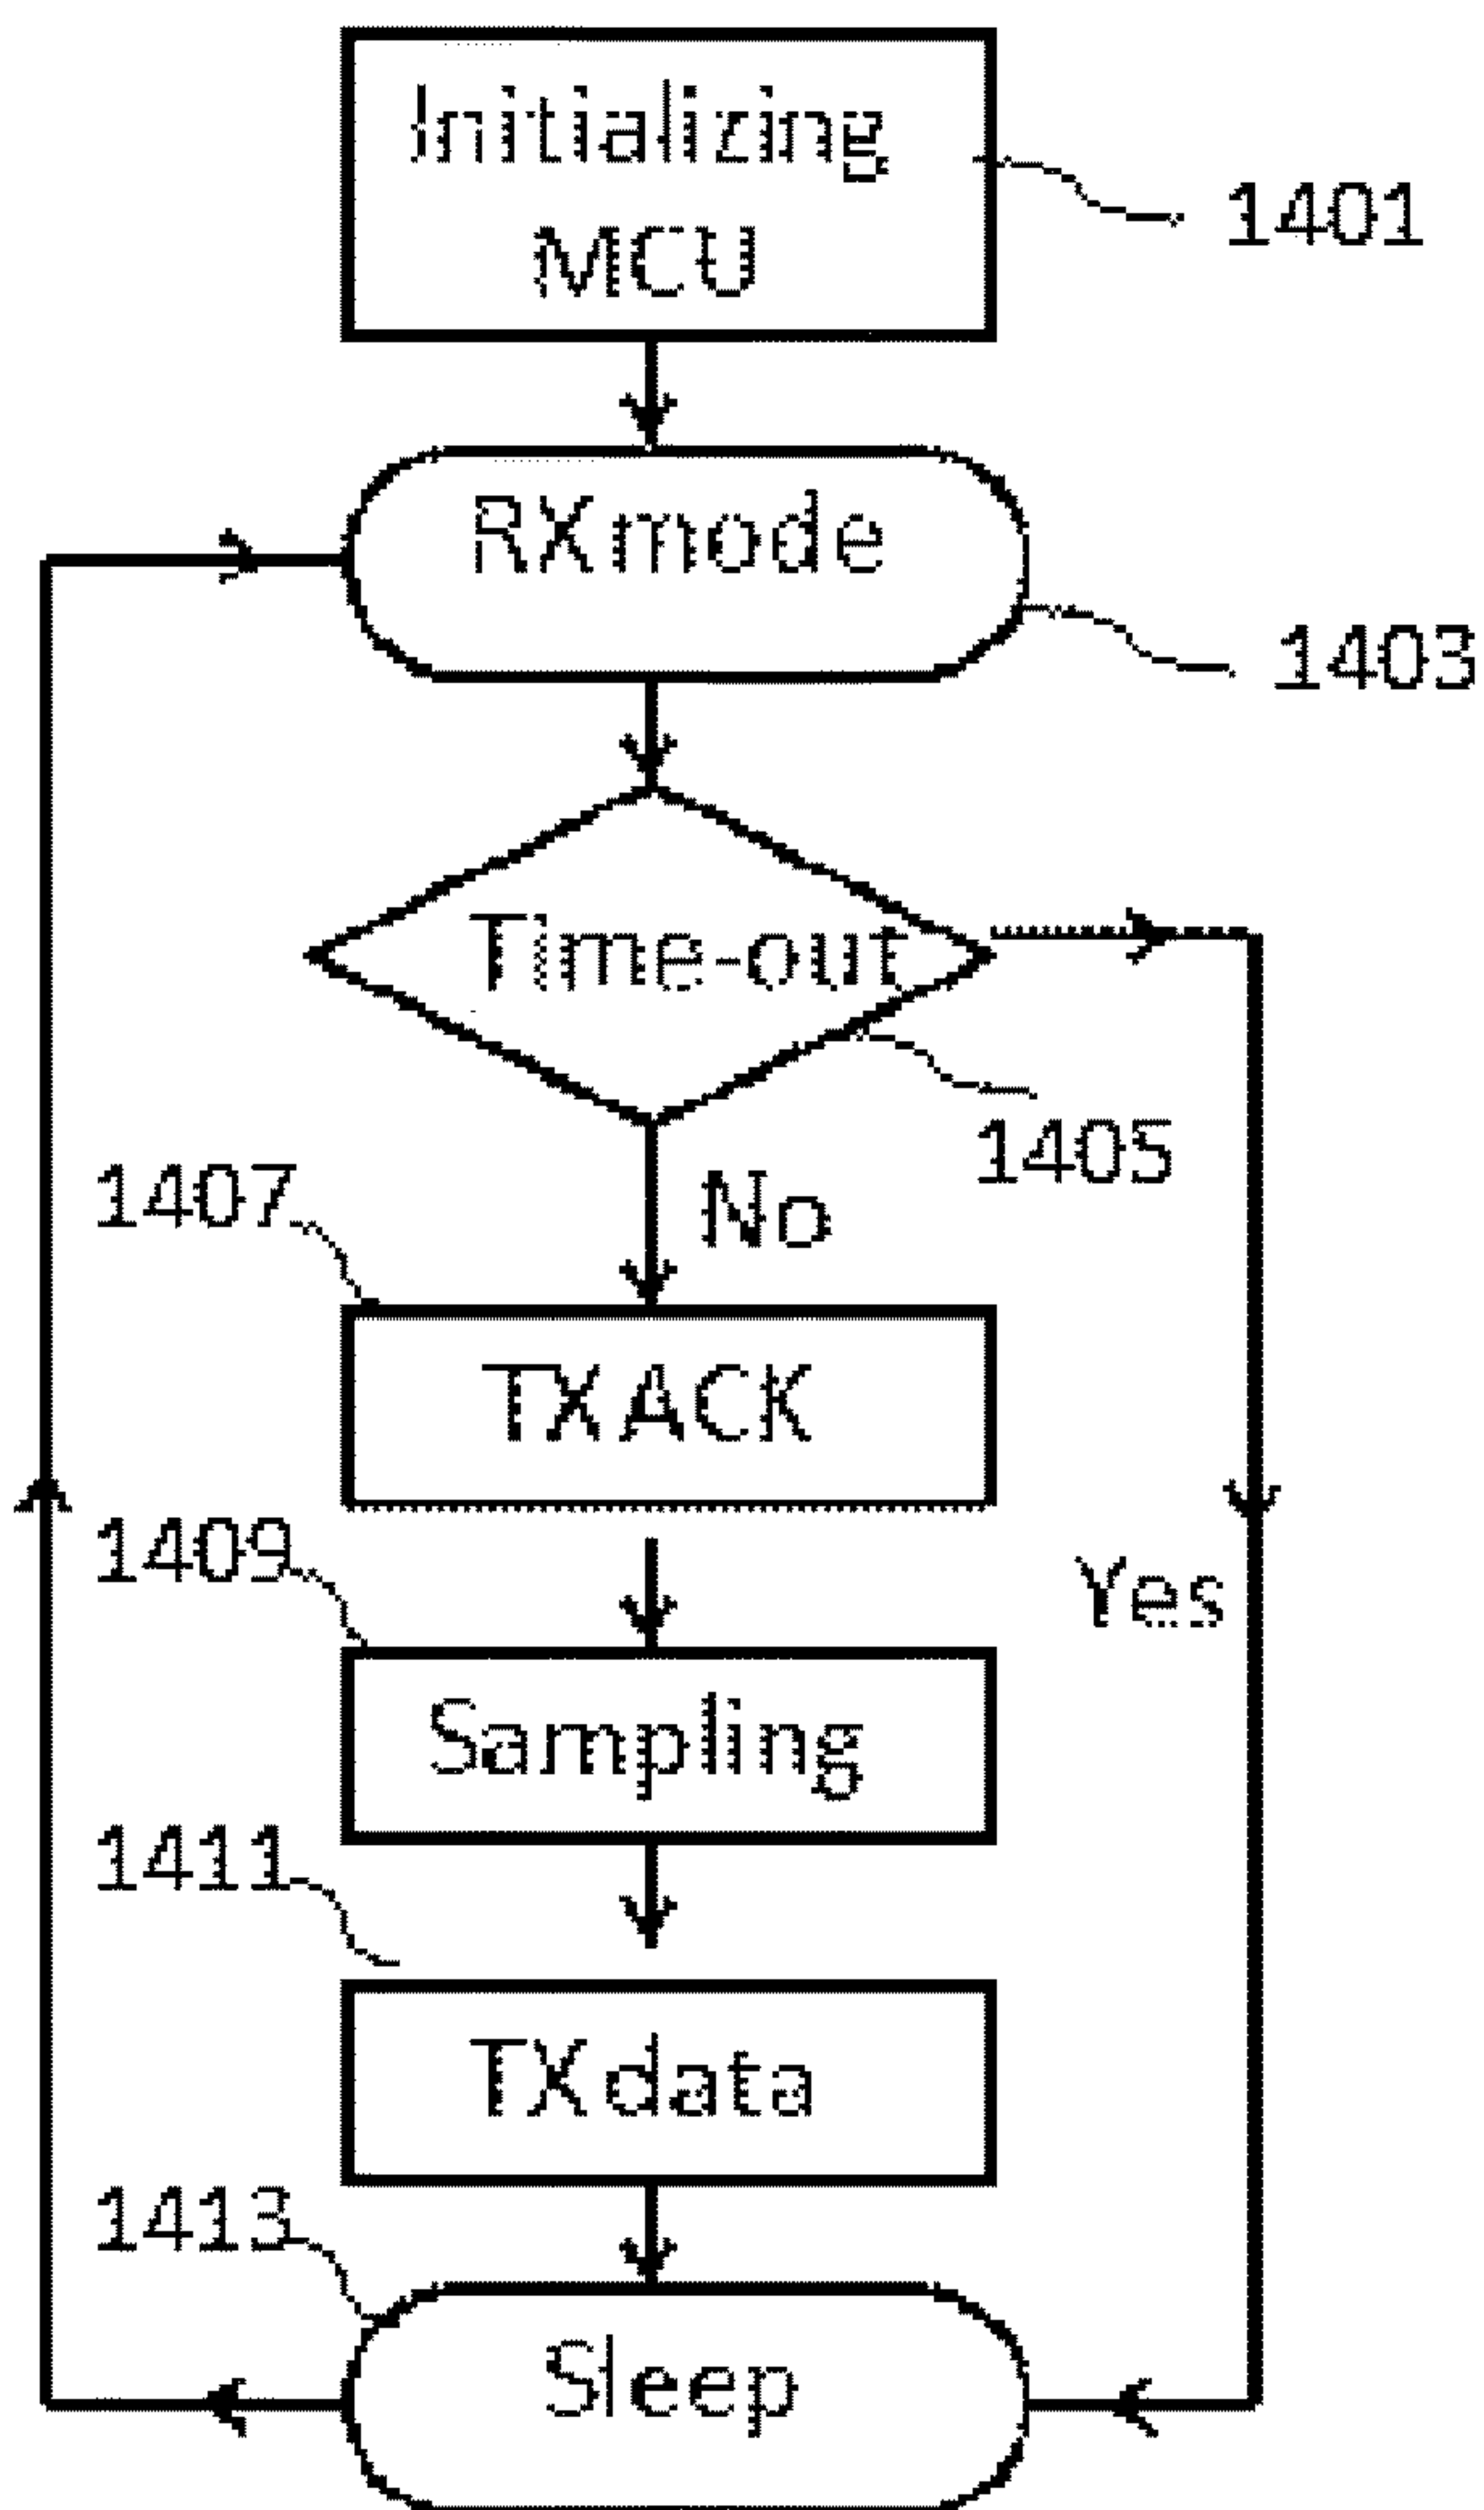 Initializing
MCU
1401
RXmode
1403
Time-out
1405
1407
No
TXACK
1409
Yes
Sampling
1411
TXdata
1413
Sleep